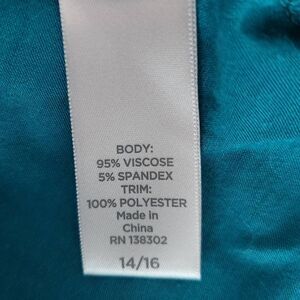 BODY:
95% VISCOSE
5% SPANDEX
TRIM:
100% POLYESTER
Made in
China
RN 138302
14/16